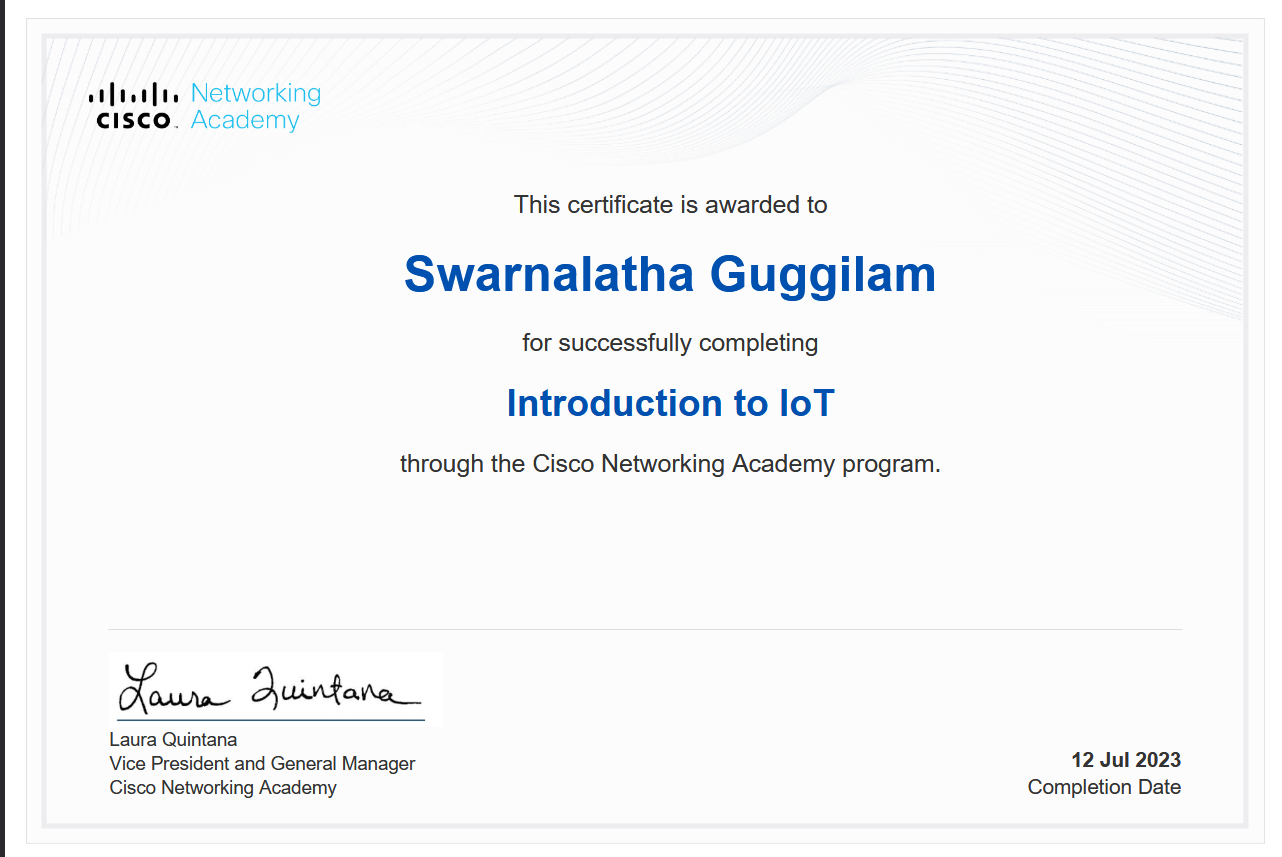 CISCO Networking
Academy
This certificate is awarded to
Swarnalatha Guggilam
for successfully completing
Introduction to IoT
through the Cisco Networking Academy program.
Laura Quintana
Laura Quintana
Vice President and General Manager
Cisco Networking Academy
12 Jul 2023
Completion Date